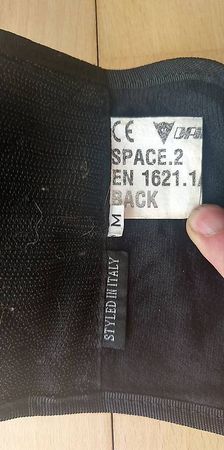 CE
SPACE.2
EN 1621.1/
BACK
M
STYLED IN ITALY